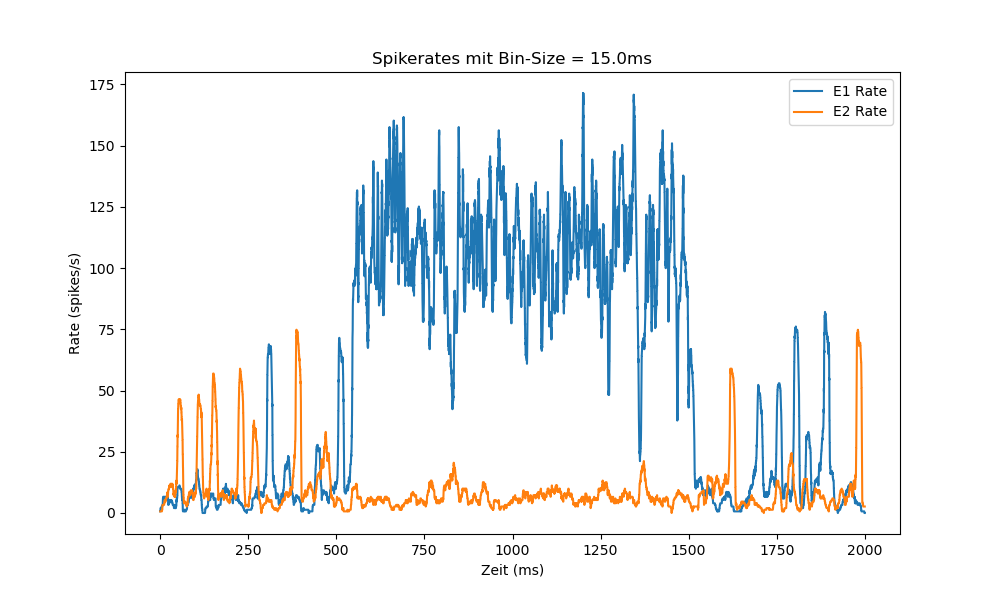 Spikerates mit Bin-Size = 15.0ms
E1 Rate
E2 Rate
Rate (spikes/s)
175
150
125
100
75
50
25
0
0 250 500 750 1000 1250 1500 1750 2000
Zeit (ms)